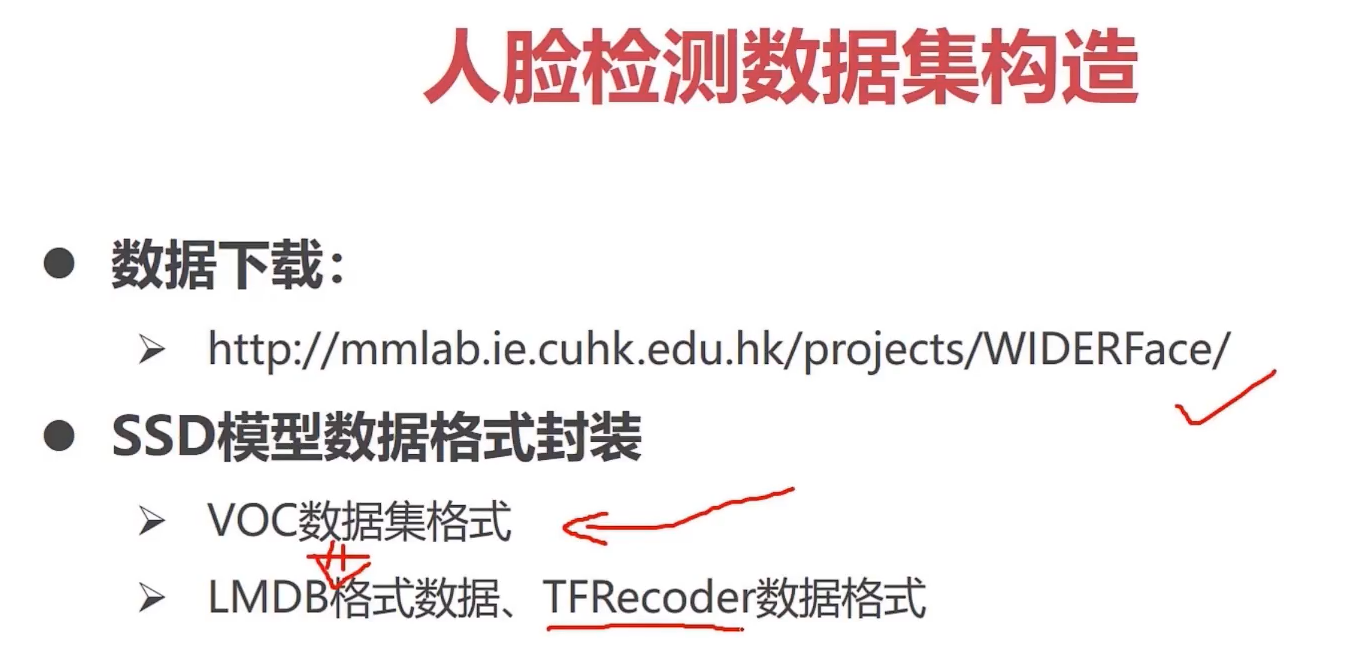 人脸检测数据集构造
● 数据下载：
➢ http://mmlab.ie.cuhk.edu.hk/projects/WIDERFace/
● SSD模型数据格式封装
➢ VOC数据集格式
➢ LMDB格式数据、TFRecoder数据格式